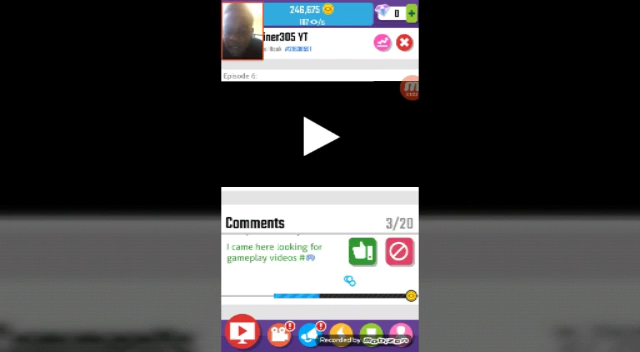 246,675
187 /s
0
iner305 YT
Episode 6:
Comments
3/20
I came here looking for
gameplay videos #
Recorded by Mobizen